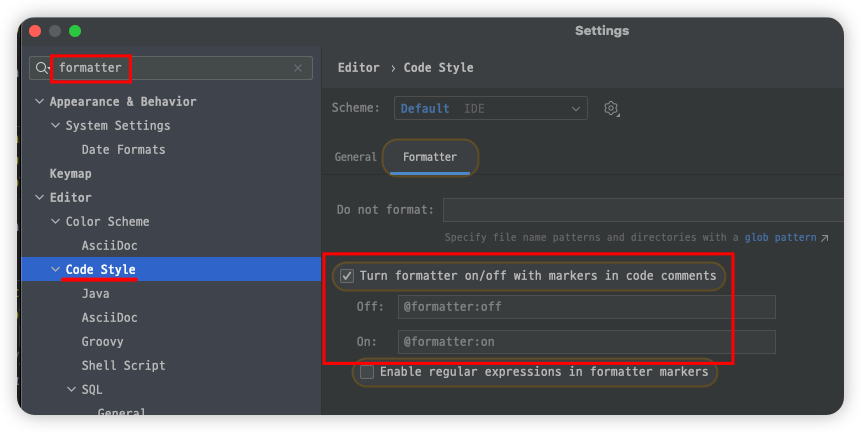 Settings
formatter
Appearance & Behavior
System Settings
Date Formats
Keymap
Editor
Color Scheme
AsciiDoc
Code Style
Java
AsciiDoc
Groovy
Shell Script
SQL
General
Editor › Code Style
Scheme: Default IDE
General Formatter
Do not format:
Specify file name patterns and directories with a glob pattern ↗
Turn formatter on/off with markers in code comments
Off: @formatter:off
On: @formatter:on
Enable regular expressions in formatter markers